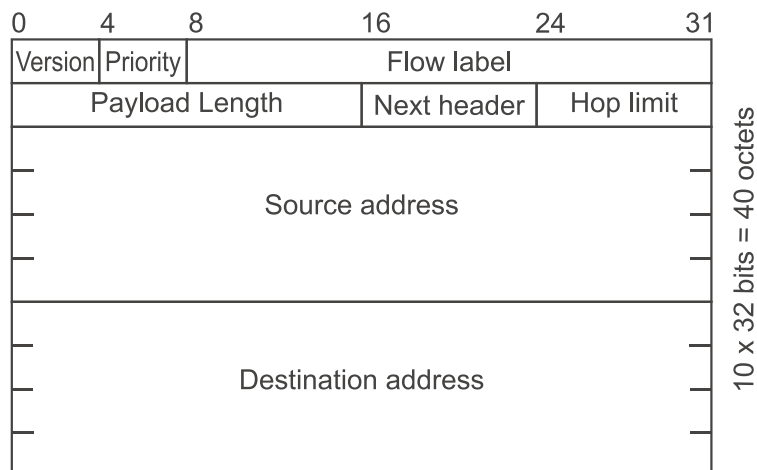 0 4 8 16 24 31
Version Priority Flow label
Payload Length Next header Hop limit
Source address
Destination address
10 x 32 bits = 40 octets